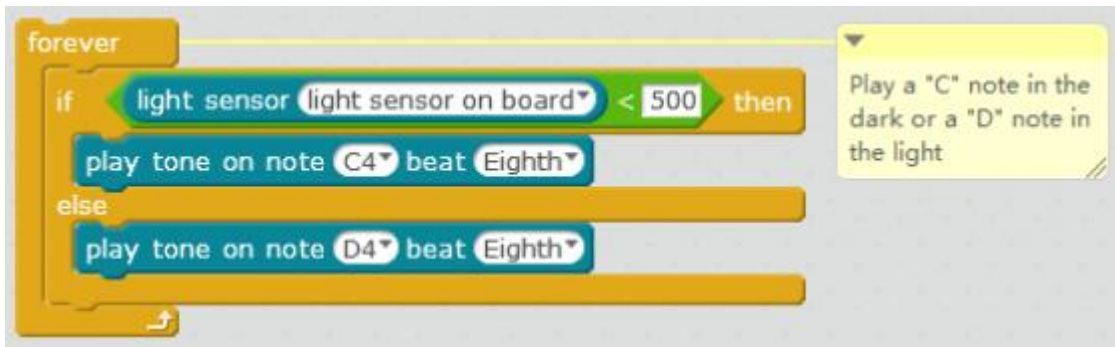 forever
if light sensor light sensor on board < 500 then
play tone on note C4 beat Eighth
else
play tone on note D4 beat Eighth
Play a "C" note in the
dark or a "D" note in
the light